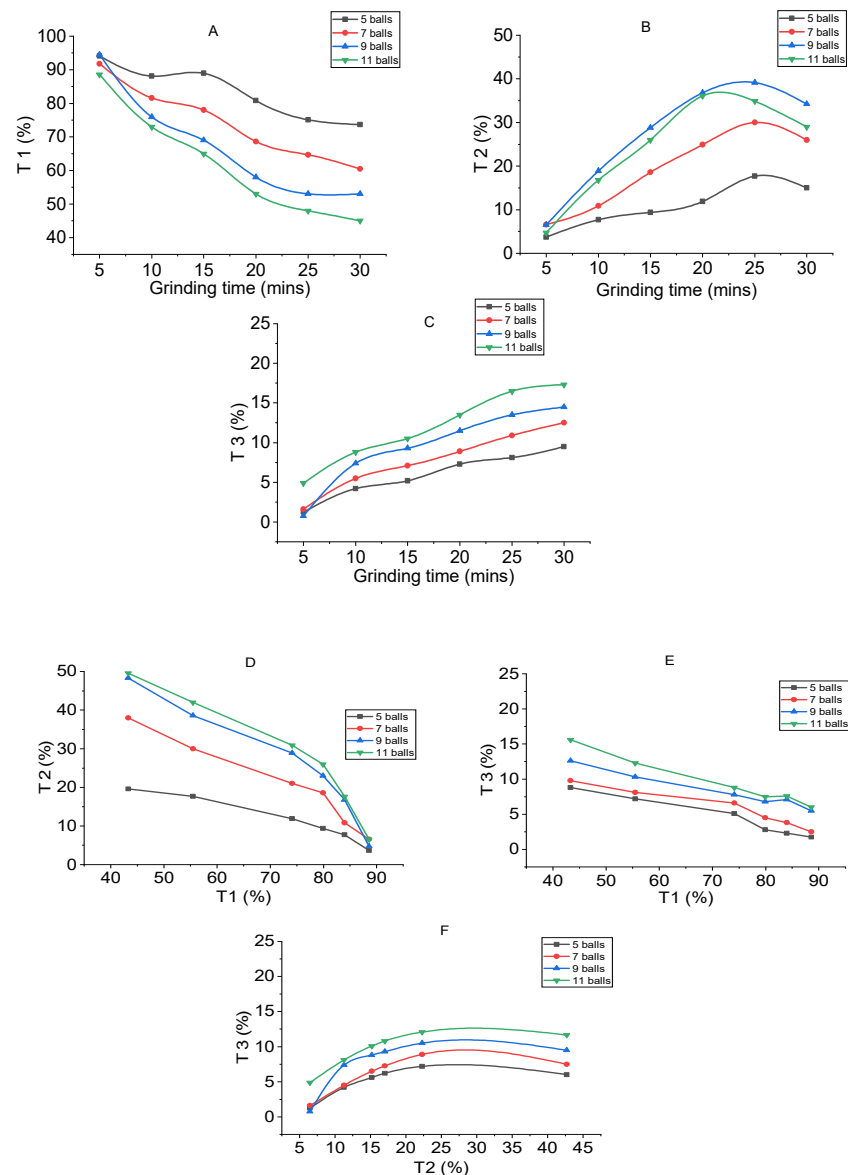 A
5 balls
7 balls
9 balls
11 balls
100
90
80
70
60
50
40
T 1 (%)
5 10 15 20 25 30
Grinding time (mins)
B
5 balls
7 balls
9 balls
11 balls
50
40
30
20
10
0
T 2 (%)
5 10 15 20 25 30
Grinding time (mins)
C
5 balls
7 balls
9 balls
11 balls
25
20
15
10
5
0
T 3 (%)
5 10 15 20 25 30
Grinding time (mins)
D
5 balls
7 balls
9 balls
11 balls
50
40
30
20
10
0
T2 (%)
40 50 60 70 80 90
T1 (%)
E
5 balls
7 balls
9 balls
11 balls
25
20
15
10
5
0
T3 (%)
40 50 60 70 80 90
T1 (%)
F
5 balls
7 balls
9 balls
11 balls
25
20
15
10
5
0
T3 (%)
5 10 15 20 25 30 35 40 45
T2 (%)